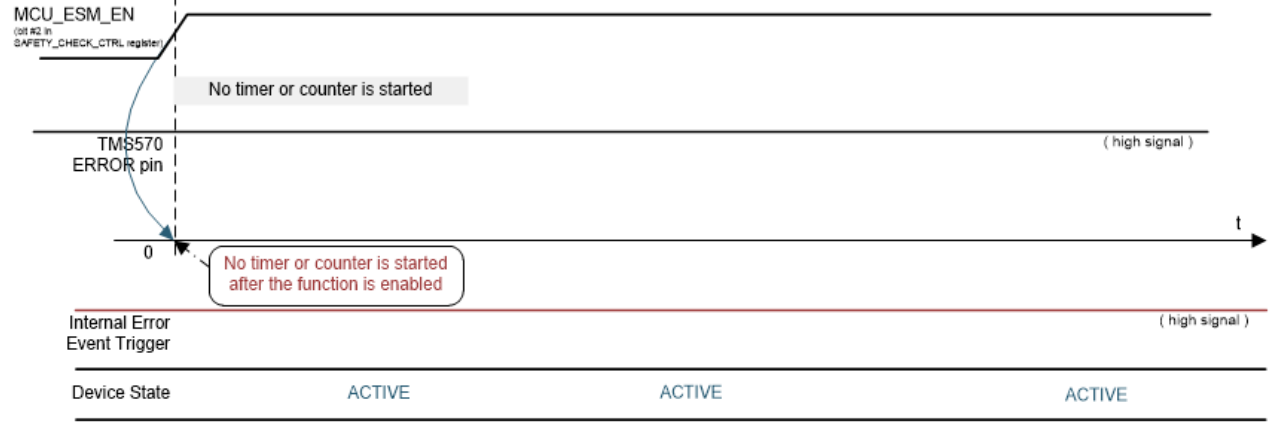 MCU_ESM_EN
(bit #2 in
SAFETY_CHECK_CTRL register)
No timer or counter is started
TMS570
ERROR pin
( high signal )
t
0
No timer or counter is started
after the function is enabled
Internal Error
Event Trigger
( high signal )
Device State
ACTIVE
ACTIVE
ACTIVE